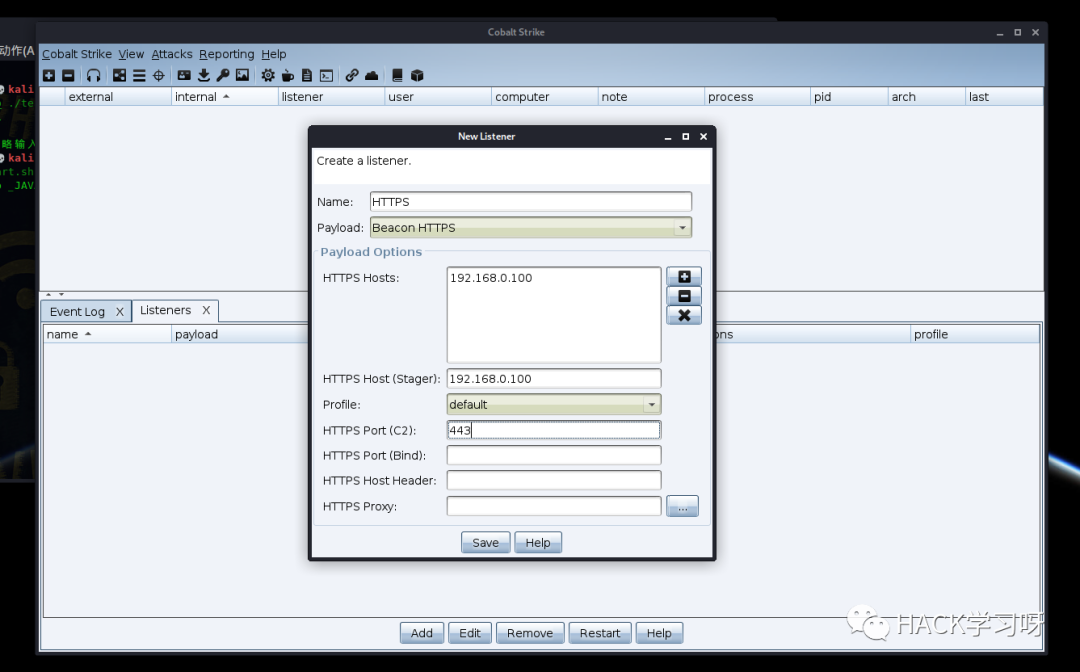 Cobalt Strike
动作(A
Cobalt Strike View Attacks Reporting Help
external internal listener user computer note process pid arch last
kali
./te
略输入
kali
art.sh
_JAV
New Listener
Create a listener.
Name: HTTPS
Payload: Beacon HTTPS
Payload Options
HTTPS Hosts: 192.168.0.100
HTTPS Host (Stager): 192.168.0.100
Profile: default
HTTPS Port (C2): 443
HTTPS Port (Bind):
HTTPS Host Header:
HTTPS Proxy: ...
Save Help
Event Log X Listeners X
name payload ons profile
Add Edit Remove Restart Help
HACK学习呀